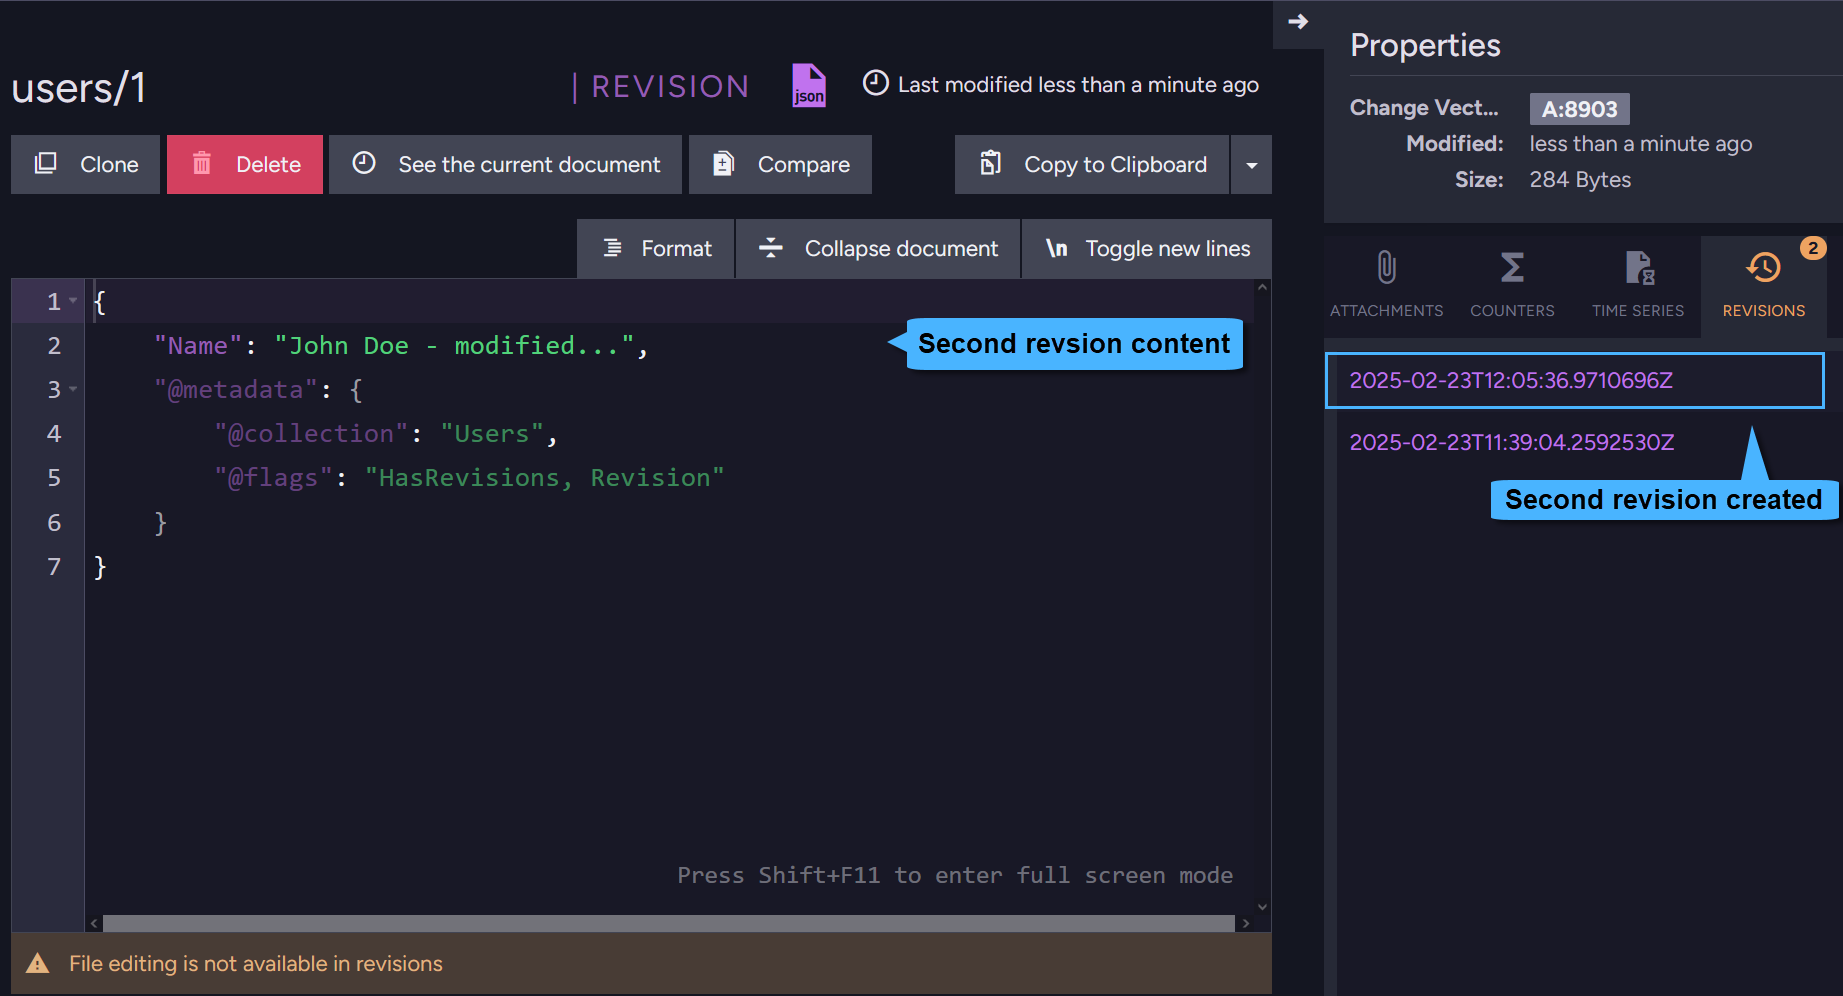 users/1
| REVISION
json
Last modified less than a minute ago
Clone
Delete
See the current document
Compare
Copy to Clipboard
Format
Collapse document
\n Toggle new lines
1 {
2 "Name": "John Doe - modified...",
3 "@metadata": {
4 "@collection": "Users",
5 "@flags": "HasRevisions, Revision"
6 }
7 }
Second revsion content
Press Shift+F11 to enter full screen mode
File editing is not available in revisions
Properties
Change Vect... A:8903
Modified: less than a minute ago
Size: 284 Bytes
ATTACHMENTS
COUNTERS
TIME SERIES
REVISIONS
2
2025-02-23T12:05:36.9710696Z
2025-02-23T11:39:04.2592530Z
Second revision created